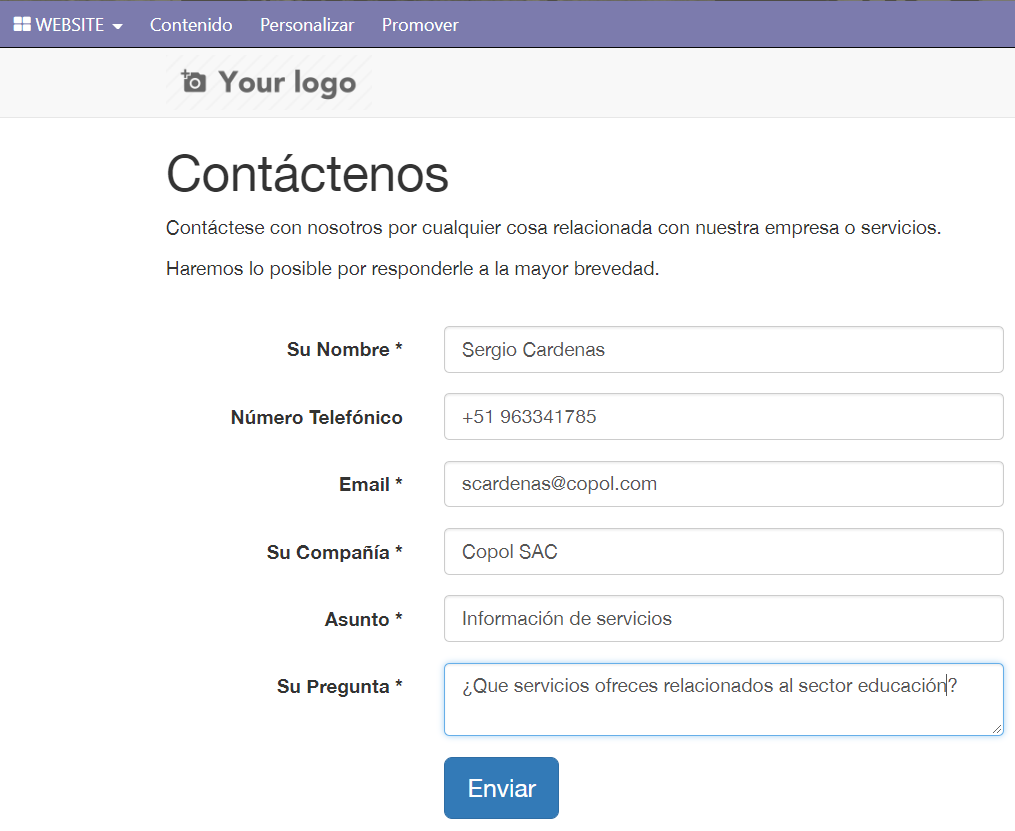 WEBSITE Contenido Personalizar Promover
Your logo
Contáctenos
Contáctese con nosotros por cualquier cosa relacionada con nuestra empresa o servicios.
Haremos lo posible por responderle a la mayor brevedad.
Su Nombre * Sergio Cardenas
Número Telefónico +51 963341785
Email * scardenas@copol.com
Su Compañía * Copol SAC
Asunto * Información de servicios
Su Pregunta * ¿Que servicios ofreces relacionados al sector educación?
Enviar